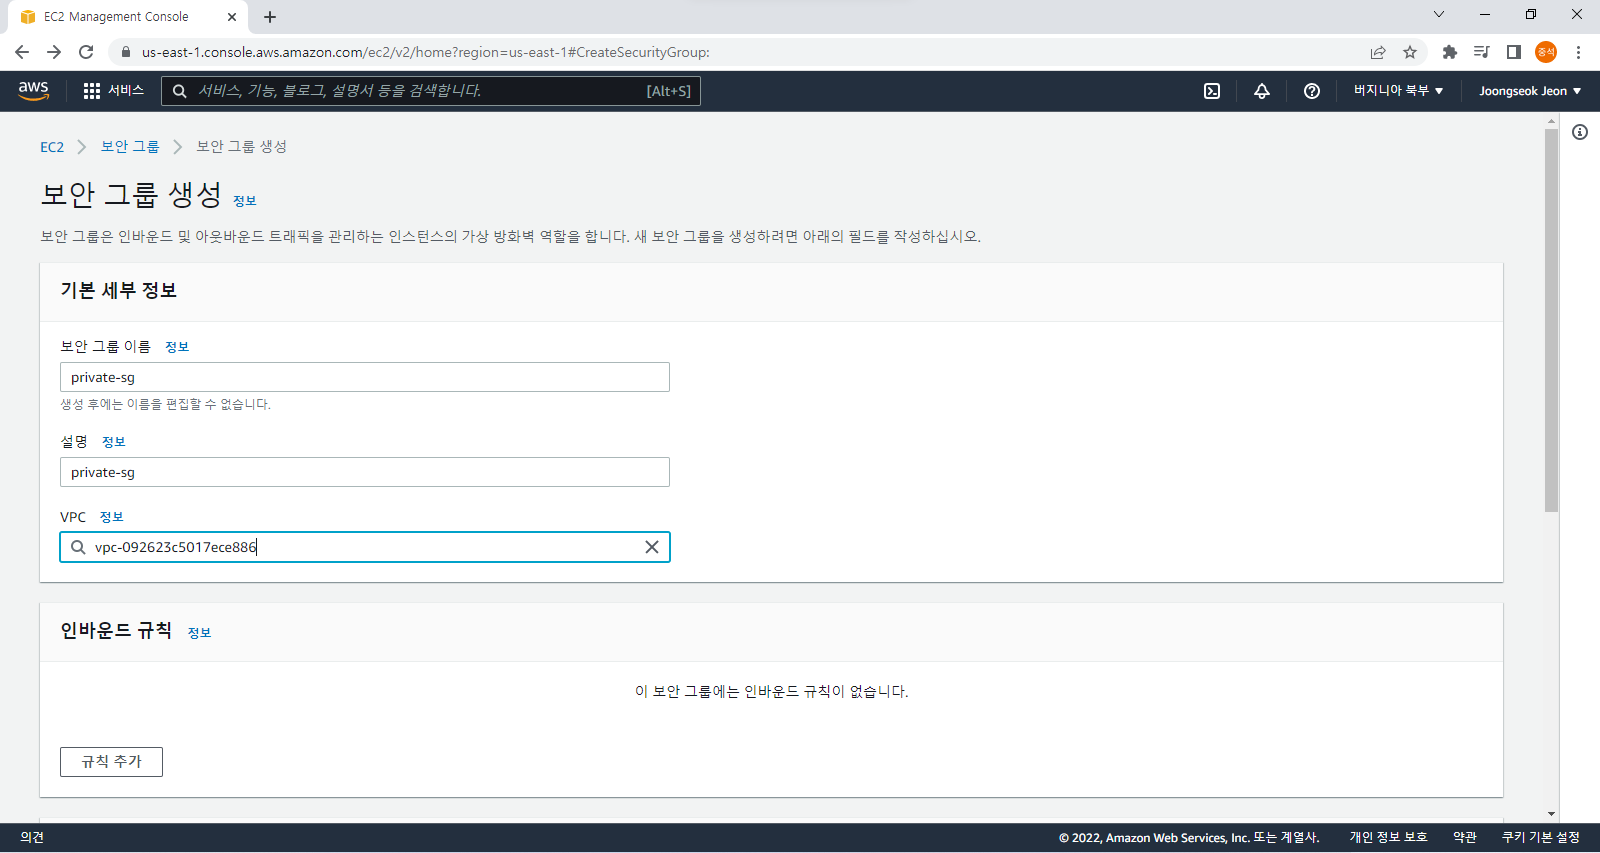 EC2 Management Console
us-east-1.console.aws.amazon.com/ec2/v2/home?region=us-east-1#CreateSecurityGroup:
증석
aws 서비스 서비스, 기능, 블로그, 설명서 등을 검색합니다. [Alt+S] 버지니아 북부 Joongseok Jeon
EC2 보안 그룹 보안 그룹 생성
보안 그룹 생성 정보
보안 그룹은 인바운드 및 아웃바운드 트래픽을 관리하는 인스턴스의 가상 방화벽 역할을 합니다. 새 보안 그룹을 생성하려면 아래의 필드를 작성하십시오.
기본 세부 정보
보안 그룹 이름 정보
private-sg
생성 후에는 이름을 편집할 수 없습니다.
설명 정보
private-sg
VPC 정보
vpc-092623c5017ece886
인바운드 규칙 정보
이 보안 그룹에는 인바운드 규칙이 없습니다.
규칙 추가
의견 © 2022, Amazon Web Services, Inc. 또는 계열사. 개인 정보 보호 약관 쿠키 기본 설정